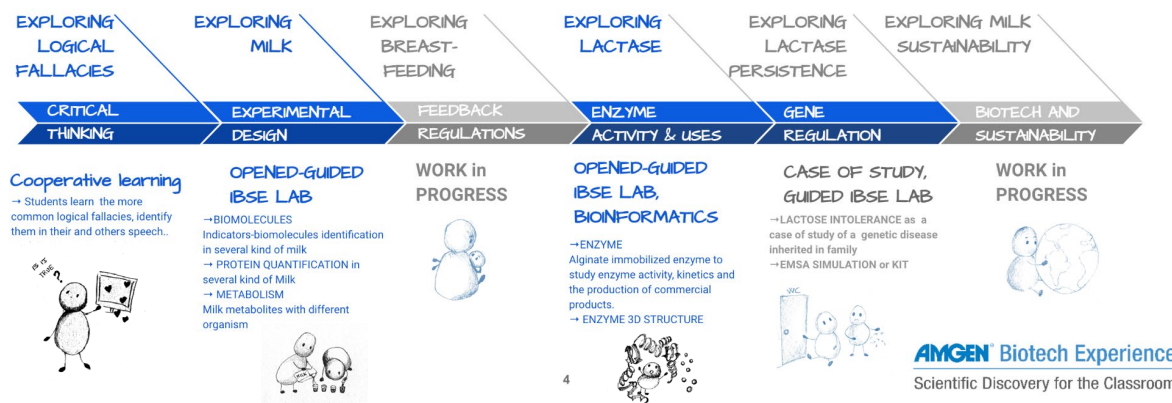 EXPLORING
LOGICAL
FALLACIES
EXPLORING
MILK
EXPLORING
BREAST-
FEEDING
EXPLORING
LACTASE
EXPLORING
LACTASE
PERSISTENCE
EXPLORING MILK
SUSTAINABILITY
CRITICAL
THINKING
EXPERIMENTAL
DESIGN
FEEDBACK
REGULATIONS
ENZYME
ACTIVITY & USES
GENE
REGULATION
BIOTECH AND
SUSTAINABILITY
Cooperative learning
→ Students learn the more
common logical fallacies, identify
them in their and others speech..
IS IT
TRUE
?
OPENED-GUIDED
IBSE LAB
→BIOMOLECULES
Indicators-biomolecules identification
in several kind of milk
→ PROTEIN QUANTIFICATION in
several kind of Milk
→ METABOLISM
Milk metabolites with different
organism
MILK
WORK in
PROGRESS
OPENED-GUIDED
IBSE LAB,
BIOINFORMATICS
→ENZYME
Alginate immobilized enzyme to
study enzyme activity, kinetics and
the production of commercial
products.
→ ENZYME 3D STRUCTURE
CASE OF STUDY,
GUIDED IBSE LAB
→LACTOSE INTOLERANCE as a
case of study of a genetic disease
inherited in family
→EMSA SIMULATION or KIT
WC
WORK in
PROGRESS
4
AMGEN® Biotech Experience
Scientific Discovery for the Classroom